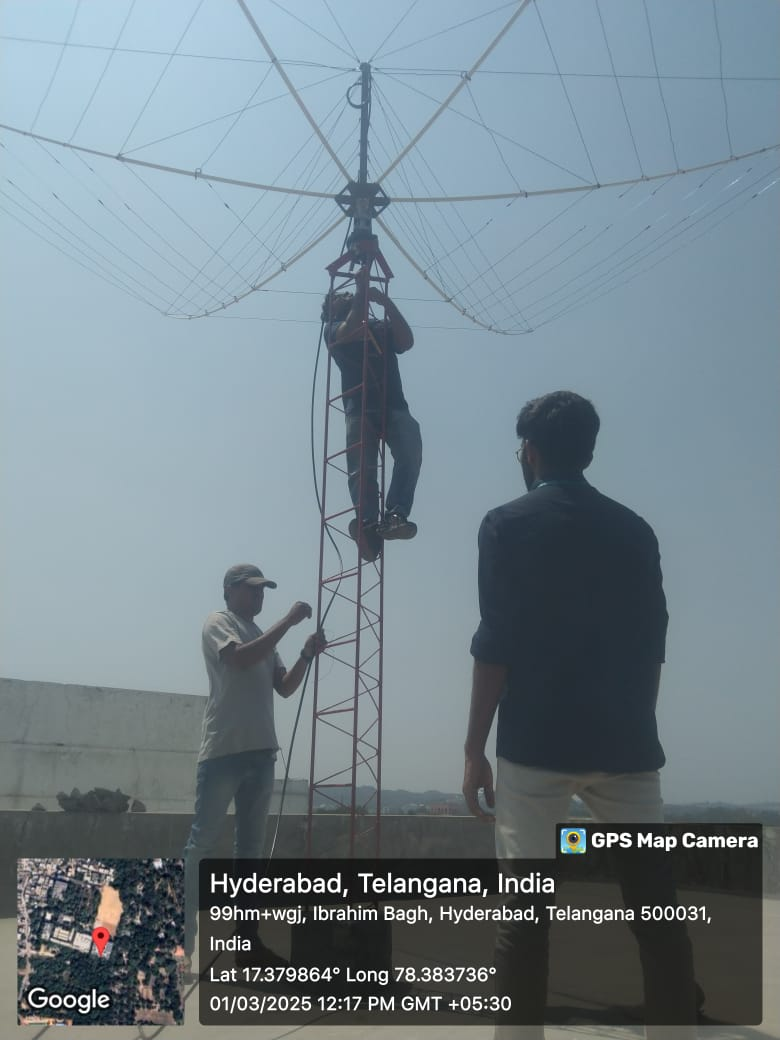 GPS Map Camera
Hyderabad, Telangana, India
99hm+wgj, Ibrahim Bagh, Hyderabad, Telangana 500031,
India
Lat 17.379864° Long 78.383736°
01/03/2025 12:17 PM GMT +05:30
Google